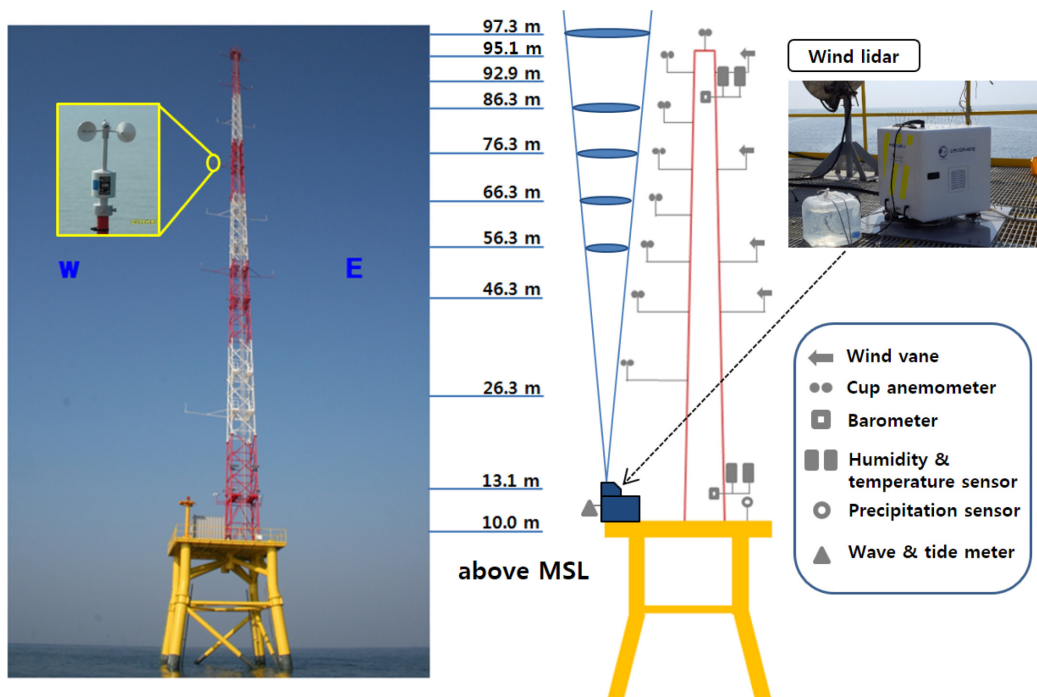 97.3 m
95.1 m
92.9 m
86.3 m
76.3 m
66.3 m
56.3 m
46.3 m
26.3 m
13.1 m
10.0 m
above MSL
W
E
Wind lidar
Wind vane
Cup anemometer
Barometer
Humidity &
temperature sensor
Precipitation sensor
Wave & tide meter